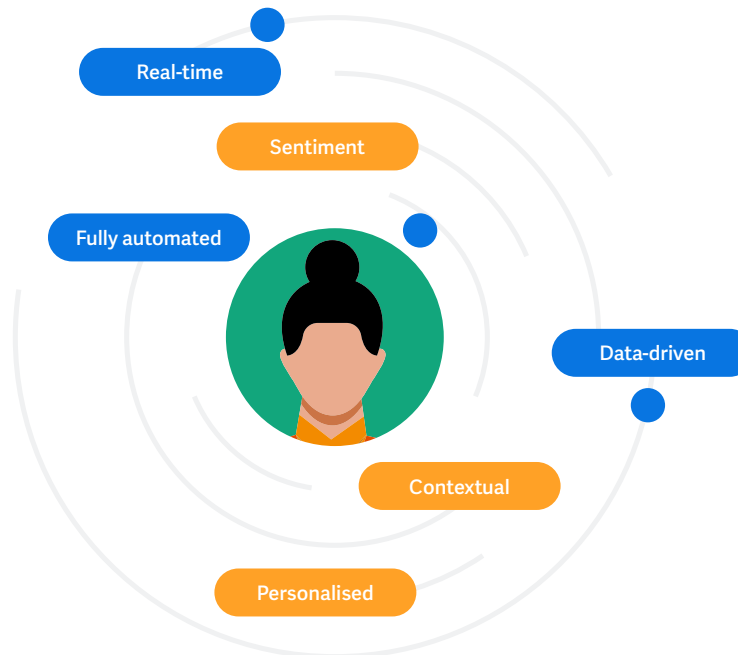 Real-time
Sentiment
Fully automated
Data-driven
Contextual
Personalised